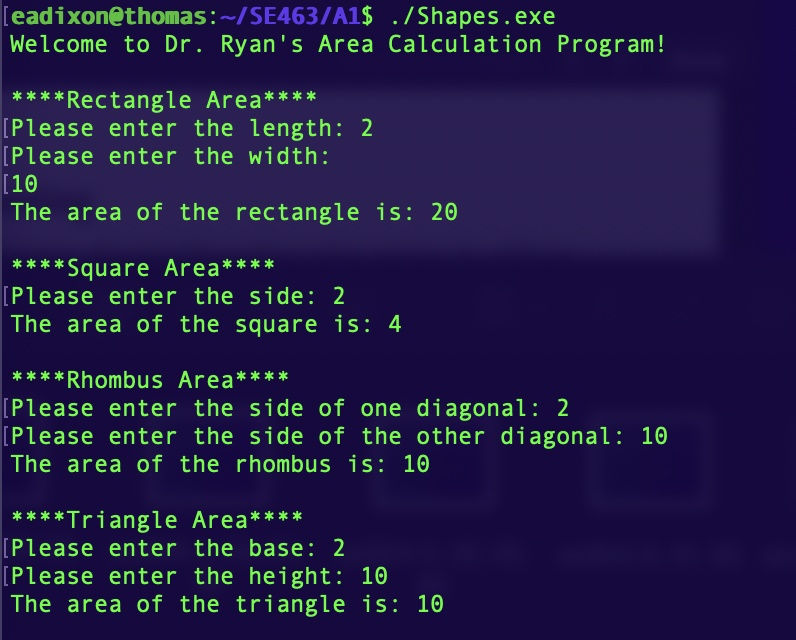 [eadixon@thomas:~/SE463/A1$ ./Shapes.exe
Welcome to Dr. Ryan's Area Calculation Program!
****Rectangle Area****
[Please enter the length: 2
[Please enter the width:
[10
The area of the rectangle is: 20
****Square Area****
[Please enter the side: 2
The area of the square is: 4
****Rhombus Area****
[Please enter the side of one diagonal: 2
[Please enter the side of the other diagonal: 10
The area of the rhombus is: 10
****Triangle Area****
[Please enter the base: 2
[Please enter the height: 10
The area of the triangle is: 10